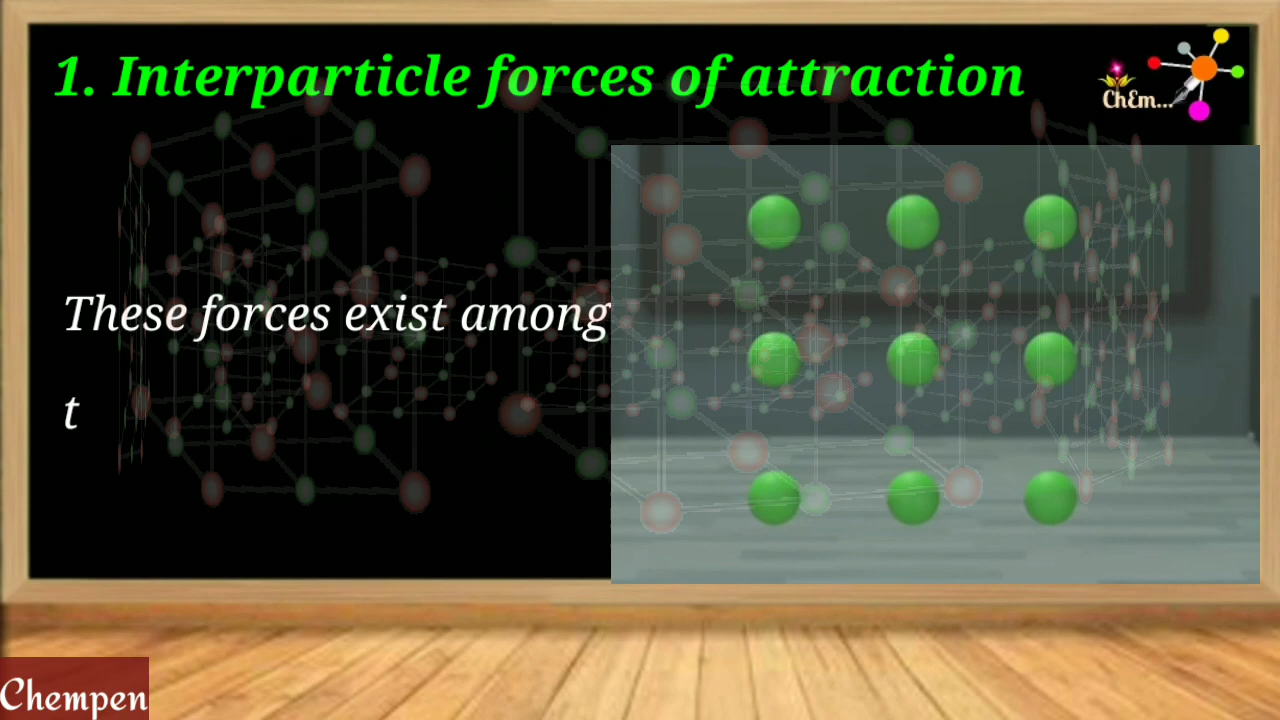 1. Interparticle forces of attraction
ChEm...
These forces exist among
t
Chempen